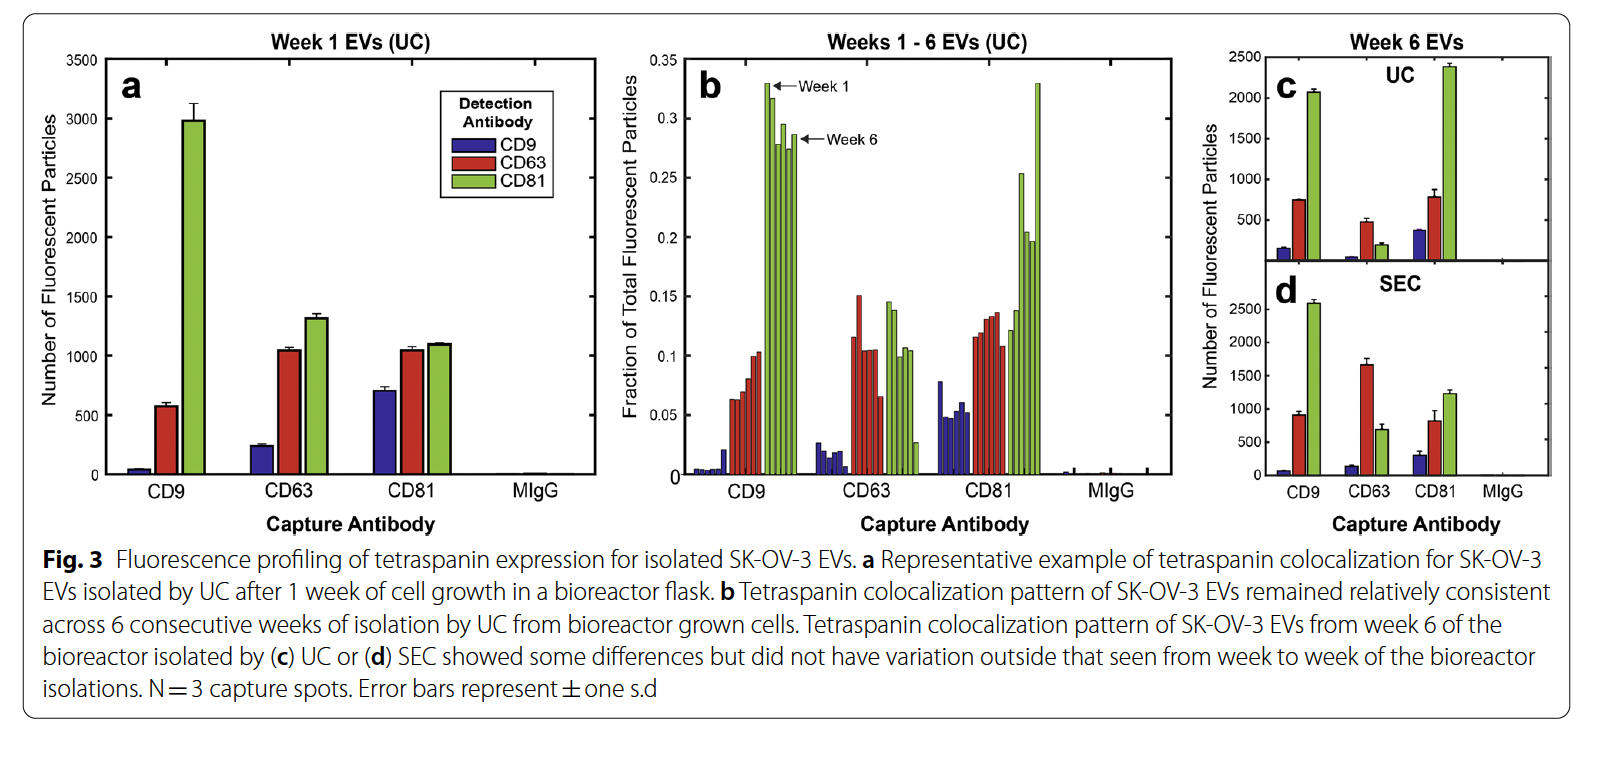 Week 1 EVs (UC)
a
Number of Fluorescent Particles
3500
3000
2500
2000
1500
1000
500
0
Detection
Antibody
CD9
CD63
CD81
CD9 CD63 CD81 MIgG
Capture Antibody
Weeks 1 - 6 EVs (UC)
b
Fraction of Total Fluorescent Particles
0.35
0.3
0.25
0.2
0.15
0.1
0.05
0
Week 1
Week 6
CD9 CD63 CD81 MIgG
Capture Antibody
Week 6 EVs
Number of Fluorescent Particles
c
UC
2500
2000
1500
1000
500
d
SEC
2500
2000
1500
1000
500
0
CD9 CD63 CD81 MIgG
Capture Antibody
Fig. 3 Fluorescence profiling of tetraspanin expression for isolated SK-OV-3 EVs. a Representative example of tetraspanin colocalization for SK-OV-3
EVs isolated by UC after 1 week of cell growth in a bioreactor flask. b Tetraspanin colocalization pattern of SK-OV-3 EVs remained relatively consistent
across 6 consecutive weeks of isolation by UC from bioreactor grown cells. Tetraspanin colocalization pattern of SK-OV-3 EVs from week 6 of the
bioreactor isolated by (c) UC or (d) SEC showed some differences but did not have variation outside that seen from week to week of the bioreactor
isolations. N = 3 capture spots. Error bars represent ± one s.d